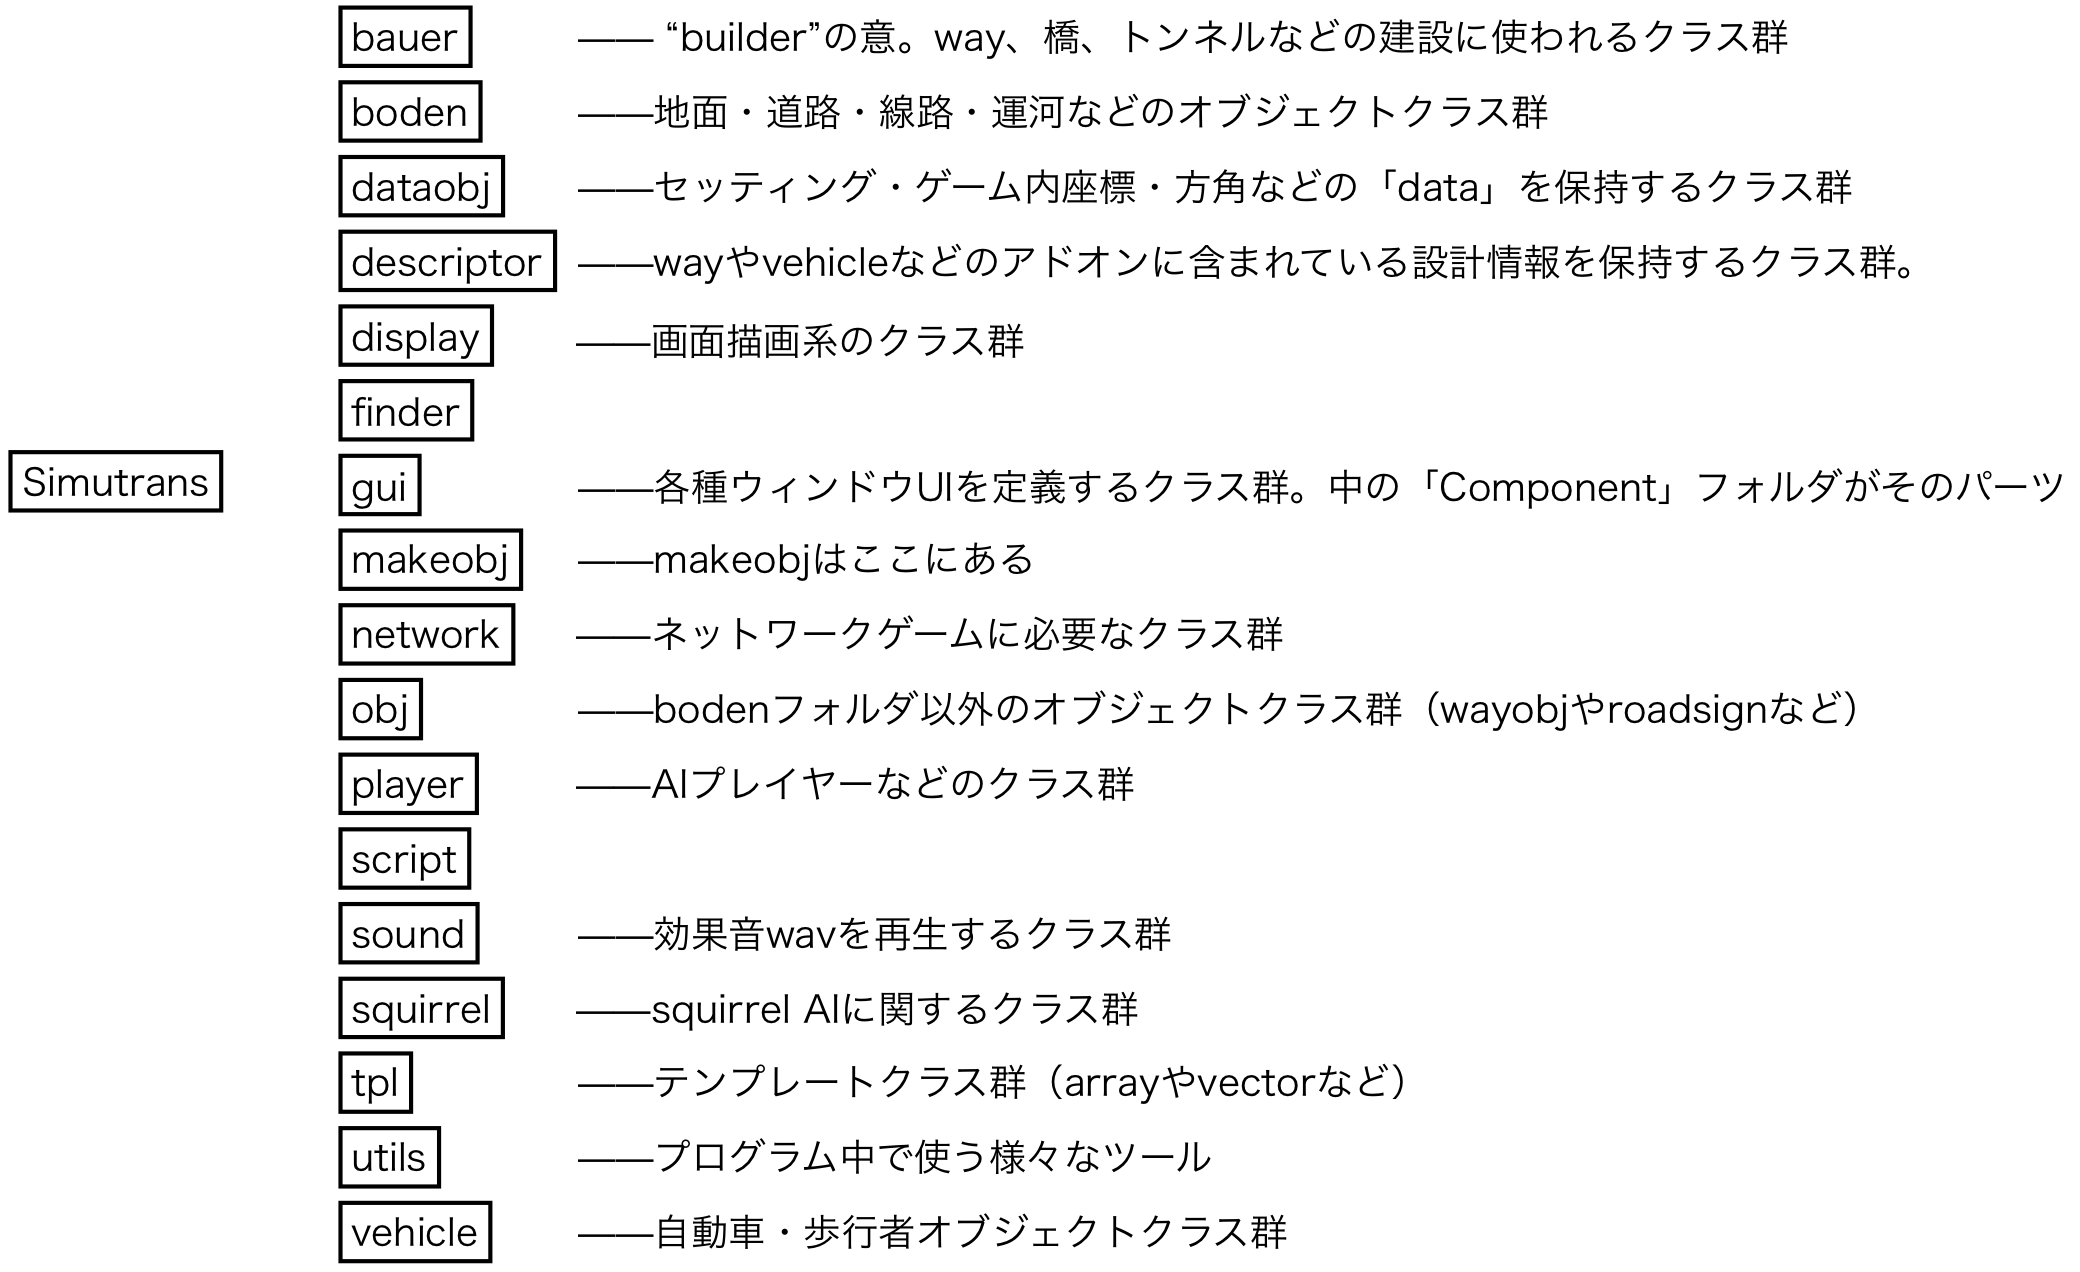 bauer —— “builder”の意。way、橋、トンネルなどの建設に使われるクラス群
boden ——地面・道路・線路・運河などのオブジェクトクラス群
dataobj ——セッティング・ゲーム内座標・方角などの「data」を保持するクラス群
descriptor ——wayやvehicleなどのアドオンに含まれている設計情報を保持するクラス群。
display ——画面描画系のクラス群
finder
Simutrans
gui ——各種ウィンドウUIを定義するクラス群。中の「Component」フォルダがそのパーツ
makeobj ——makeobjはここにある
network ——ネットワークゲームに必要なクラス群
obj ——bodenフォルダ以外のオブジェクトクラス群（wayobjやroadsignなど）
player ——AIプレイヤーなどのクラス群
script
sound ——効果音wavを再生するクラス群
squirrel ——squirrel AIに関するクラス群
tpl ——テンプレートクラス群（arrayやvectorなど）
utils ——プログラム中で使う様々なツール
vehicle ——自動車・歩行者オブジェクトクラス群